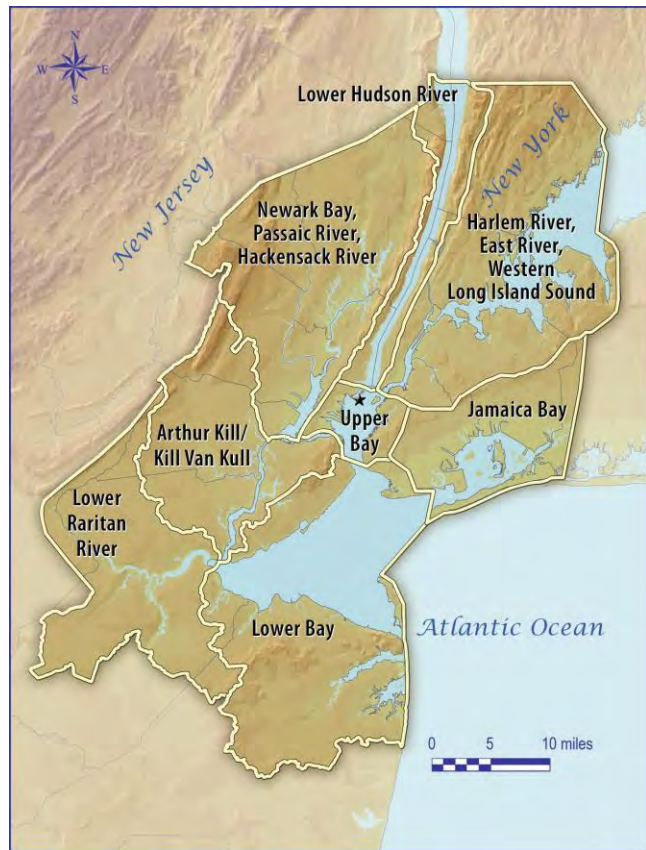 N
W E
S
Lower Hudson River
New Jersey
New York
Newark Bay,
Passaic River,
Hackensack River
Harlem River,
East River,
Western
Long Island Sound
Upper
Bay
Jamaica Bay
Arthur Kill/
Kill Van Kull
Lower
Raritan
River
Lower Bay
Atlantic Ocean
0 5 10 miles